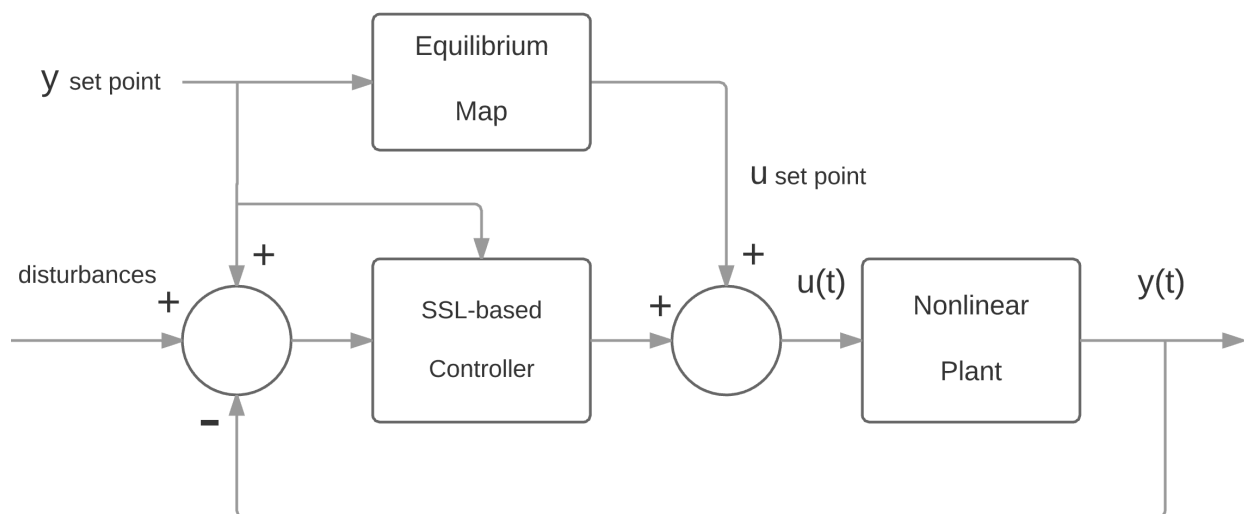 Equilibrium
Map
y set point
u set point
+
+
disturbances
+
+
u(t)
y(t)
SSL-based
Controller
Nonlinear
Plant
-